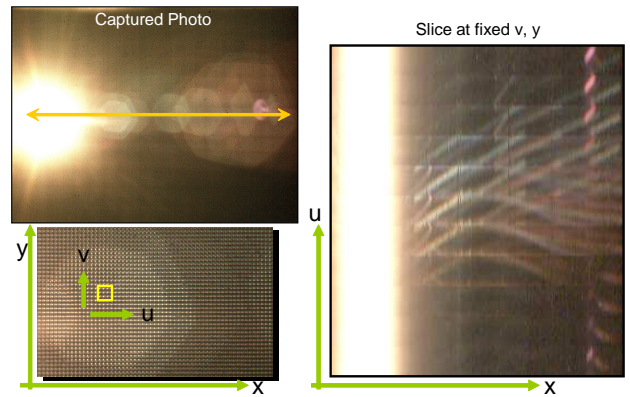 Captured Photo
Slice at fixed v, y
y
v
u
x
u
x